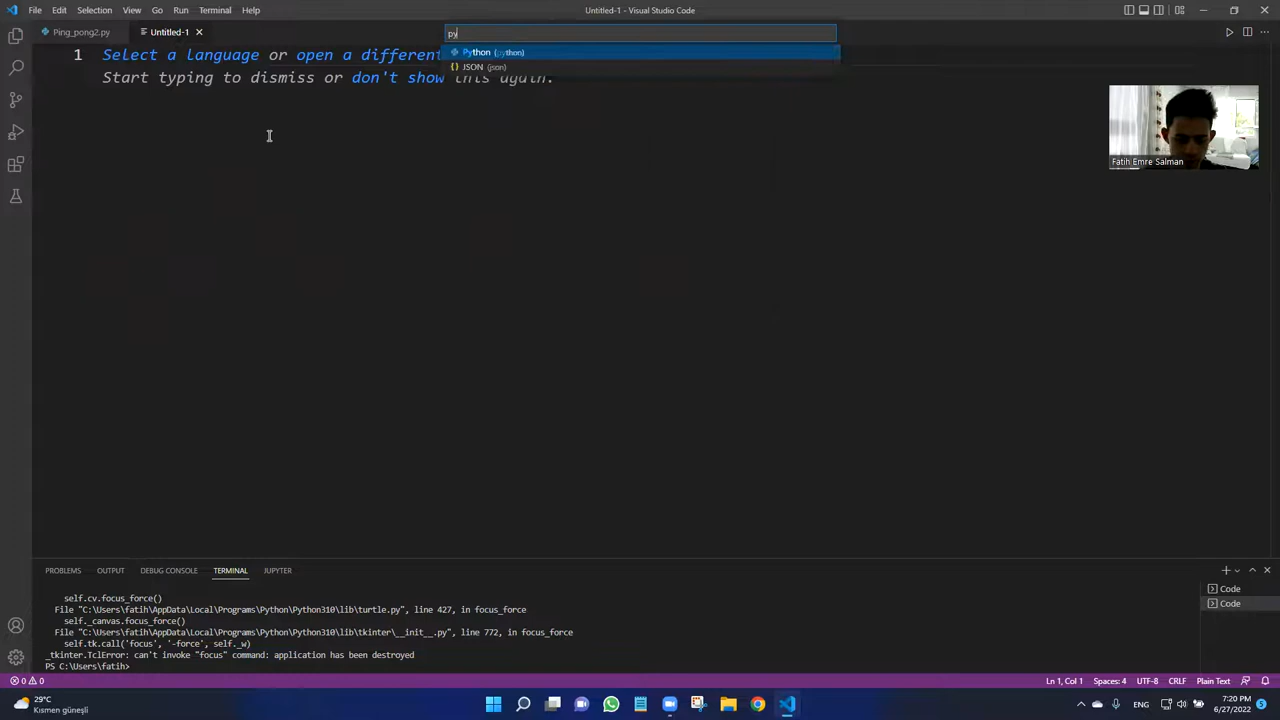 File Edit Selection View Go Run Terminal Help
Untitled-1 - Visual Studio Code
Ping_pong2.py
Untitled-1
py
Python (python)
JSON (json)
1
Select a language or open a different
Start typing to dismiss or don't show this again.
Fatih Emre Salman
PROBLEMS OUTPUT DEBUG CONSOLE TERMINAL JUPYTER
Code
Code
self.cv.focus_force()
File "C:\Users\fatih\AppData\Local\Programs\Python\Python310\lib\turtle.py", line 427, in focus_force
self._canvas.focus_force()
File "C:\Users\fatih\AppData\Local\Programs\Python\Python310\lib\tkinter\__init__.py", line 772, in focus_force
self.tk.call('focus', '-force', self._w)
_tkinter.TclError: can't invoke "focus" command: application has been destroyed
PS C:\Users\fatih>
0 0
Ln 1, Col 1 Spaces: 4 UTF-8 CRLF Plain Text
29°C
Kısmen güneşli
ENG
7:20 PM
6/27/2022
5